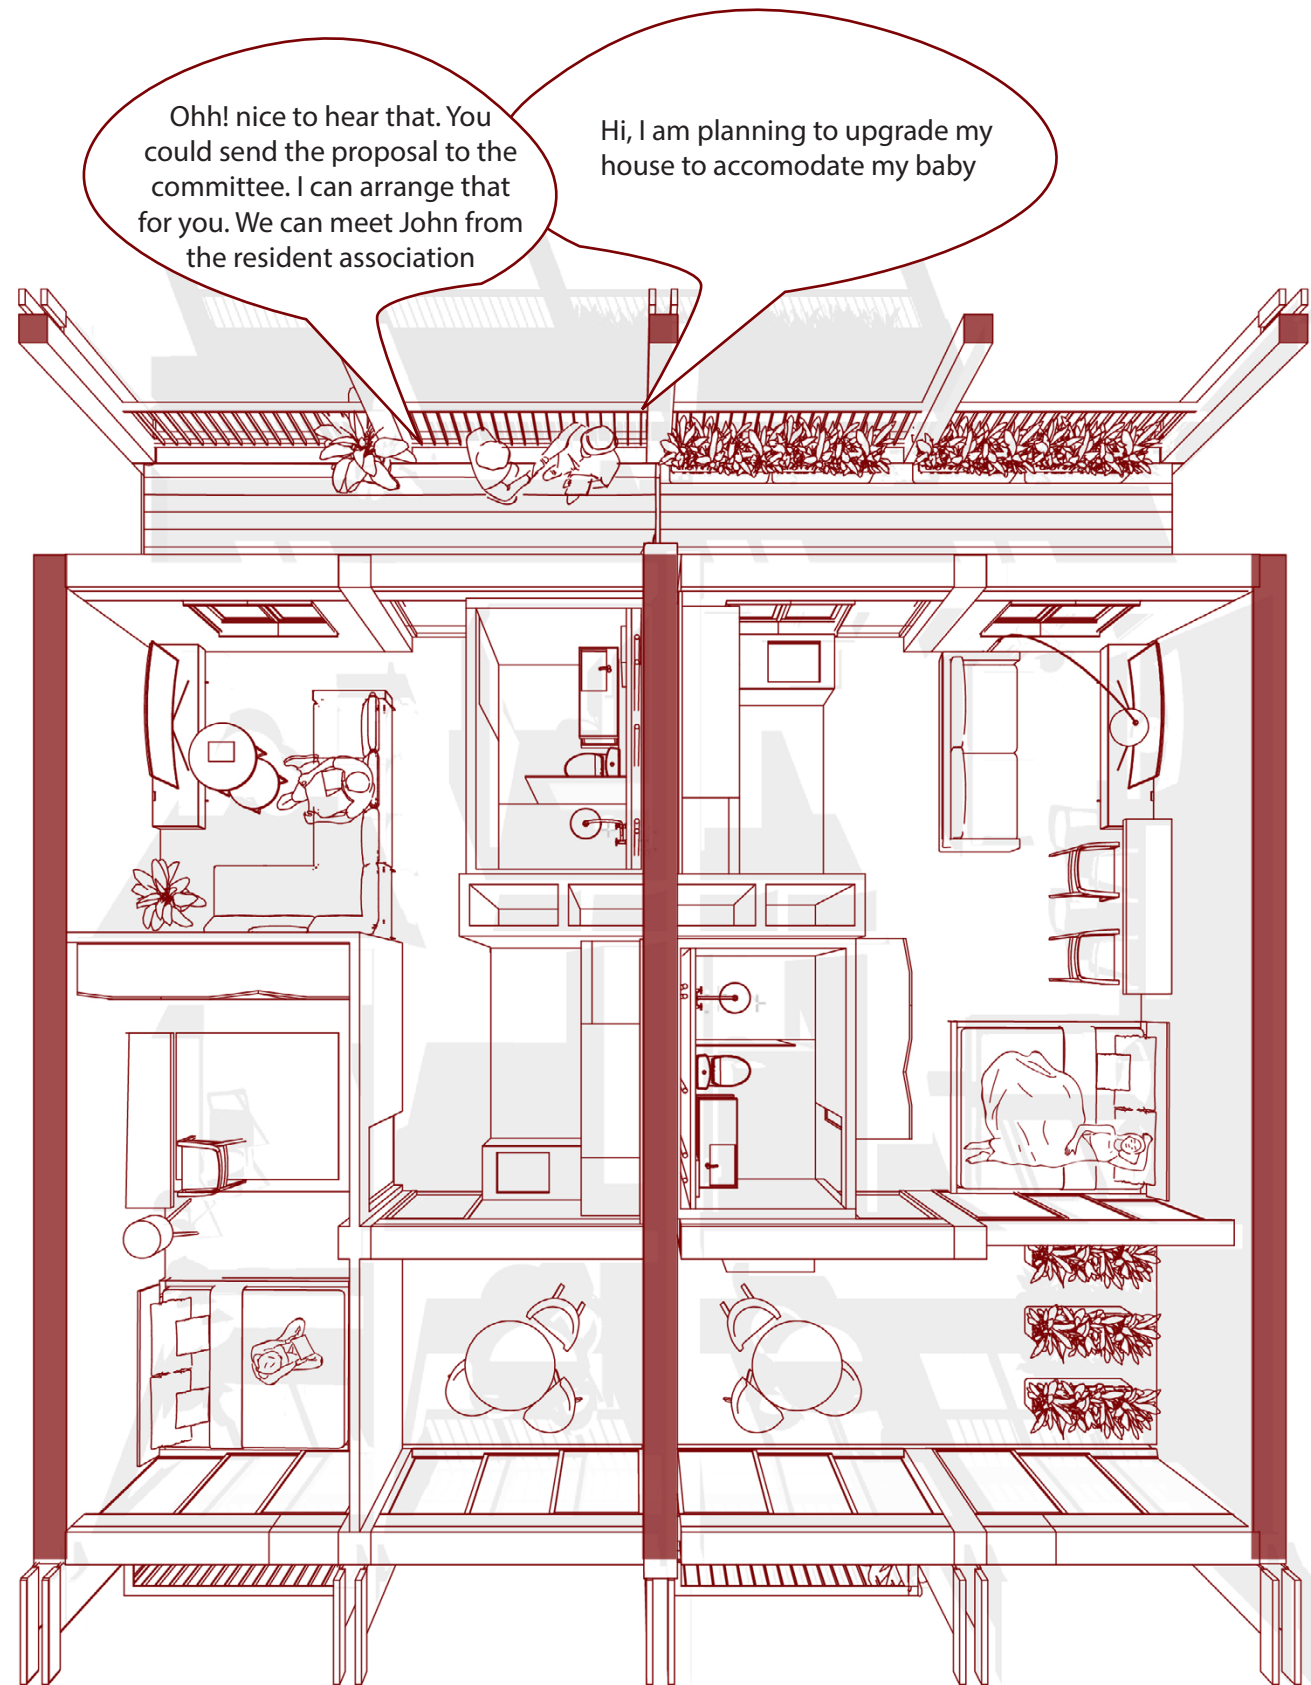 Ohh! nice to hear that. You
could send the proposal to the
committee. I can arrange that
for you. We can meet John from
the resident association
Hi, I am planning to upgrade my
house to accomodate my baby